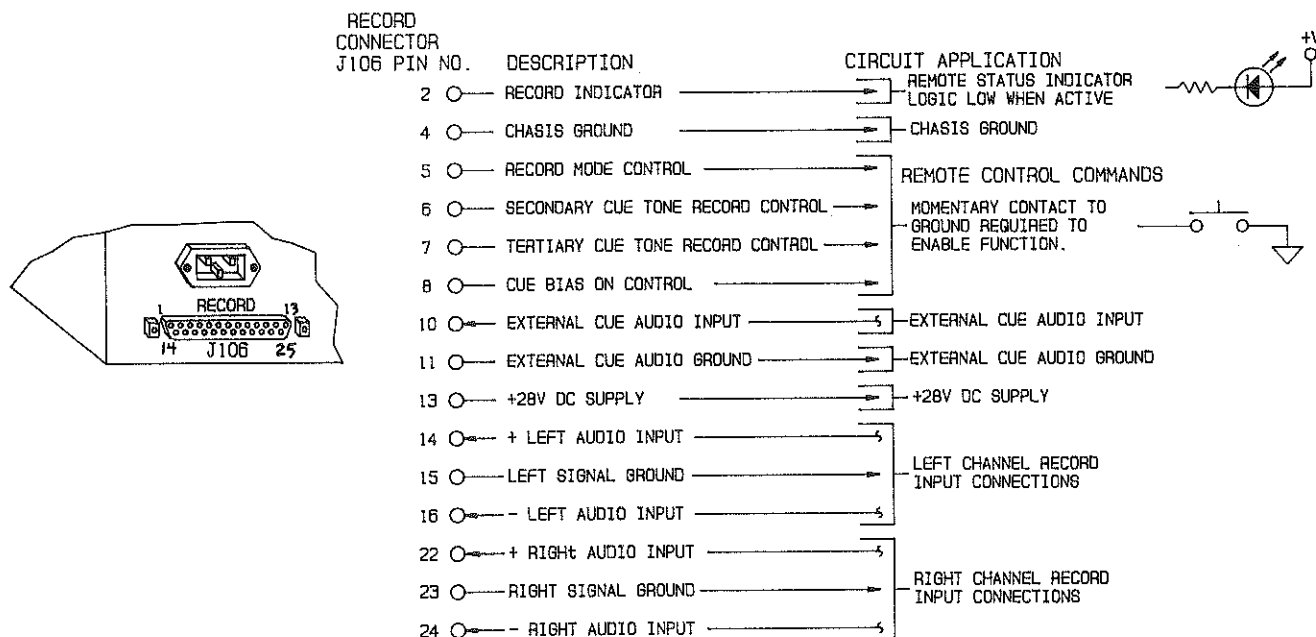 RECORD
CONNECTOR
J106 PIN NO. DESCRIPTION CIRCUIT APPLICATION
2 RECORD INDICATOR REMOTE STATUS INDICATOR
LOGIC LOW WHEN ACTIVE
+V
4 CHASIS GROUND CHASIS GROUND
5 RECORD MODE CONTROL
REMOTE CONTROL COMMANDS
6 SECONDARY CUE TONE RECORD CONTROL
MOMENTARY CONTACT TO
GROUND REQUIRED TO
ENABLE FUNCTION.
7 TERTIARY CUE TONE RECORD CONTROL
8 CUE BIAS ON CONTROL
10 EXTERNAL CUE AUDIO INPUT EXTERNAL CUE AUDIO INPUT
11 EXTERNAL CUE AUDIO GROUND EXTERNAL CUE AUDIO GROUND
13 +28V DC SUPPLY +28V DC SUPPLY
14 + LEFT AUDIO INPUT
15 LEFT SIGNAL GROUND
LEFT CHANNEL RECORD
INPUT CONNECTIONS
16 - LEFT AUDIO INPUT
22 + RIGHt AUDIO INPUT
23 RIGHT SIGNAL GROUND
RIGHT CHANNEL RECORD
INPUT CONNECTIONS
24 - RIGHT AUDIO INPUT
1 RECORD 13
14 J106 25